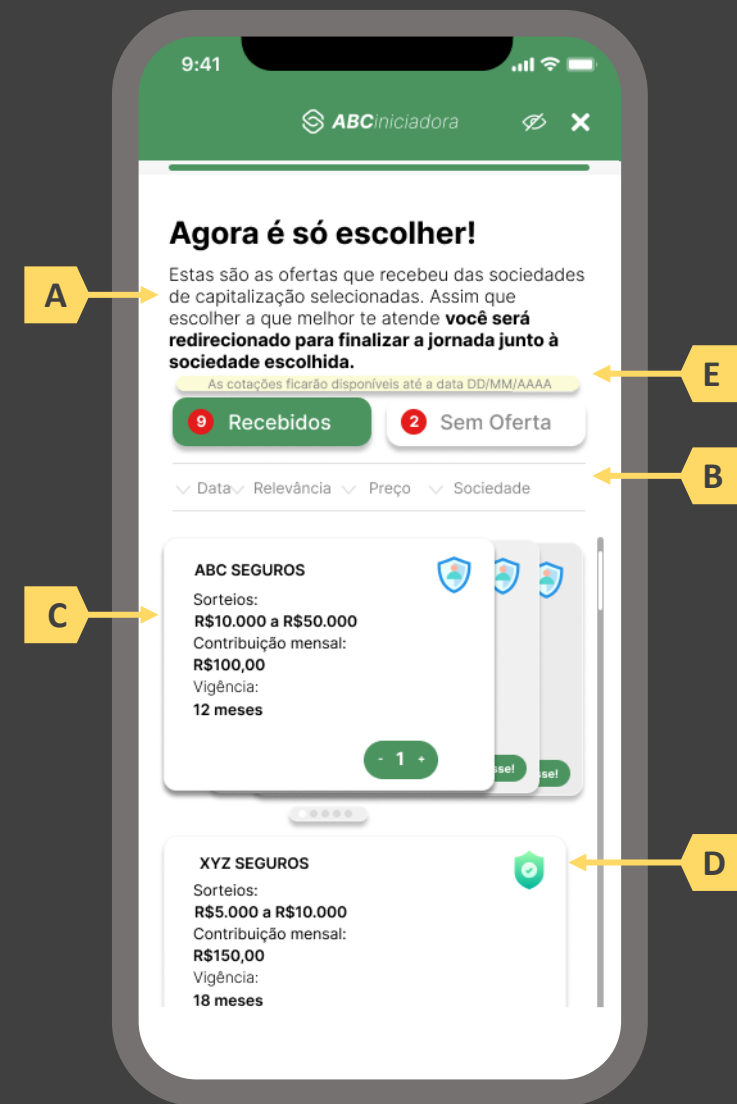 9:41
ABCiniciadora
Agora é só escolher!
Estas são as ofertas que recebeu das sociedades
A
de capitalização selecionadas. Assim que
escolher a que melhor te atende você será
redirecionado para finalizar a jornada junto à
sociedade escolhida.
E
As cotações ficarão disponíveis até a data DD/MM/AAAA
9 Recebidos
2 Sem Oferta
B
Data Relevância Preço Sociedade
ABC SEGUROS
Sorteios:
C
R$10.000 a R$50.000
Contribuição mensal:
R$100,00
Vigência:
12 meses
- 1 +
sse!
sse!
XYZ SEGUROS
D
Sorteios:
R$5.000 a R$10.000
Contribuição mensal:
R$150,00
Vigência:
18 meses